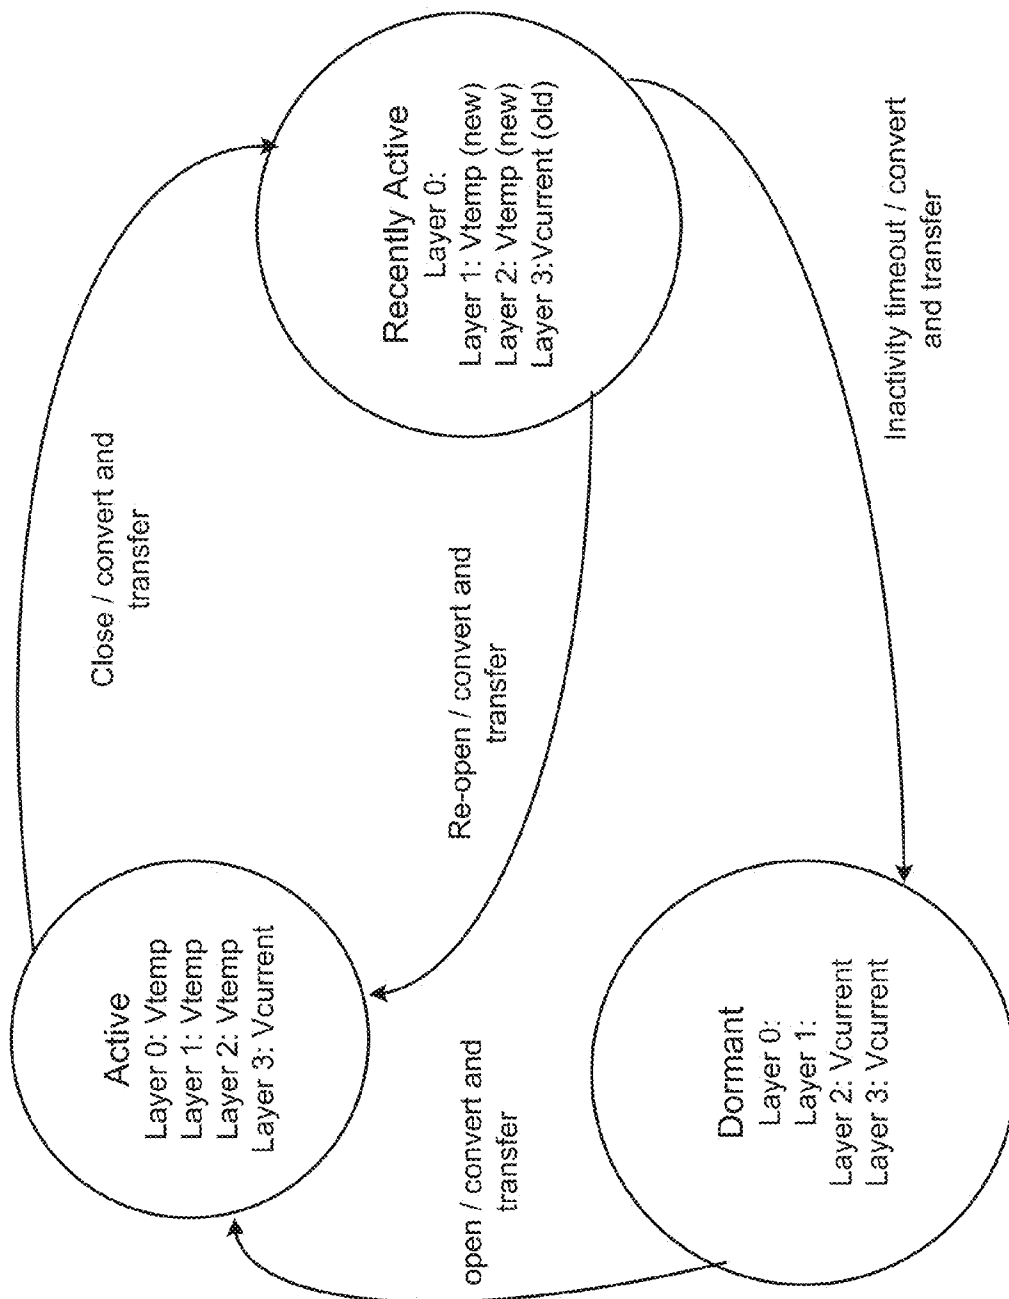 Active
Layer 0: Vtemp
Layer 1: Vtemp
Layer 2: Vtemp
Layer 3: Vcurrent
Close / convert and
transfer
Recently Active
Layer 0:
Layer 1: Vtemp (new)
Layer 2: Vtemp (new)
Layer 3:Vcurrent (old)
Re-open / convert and
transfer
open / convert and
transfer
Dormant
Layer 0:
Layer 1:
Layer 2: Vcurrent
Layer 3: Vcurrent
Inactivity timeout / convert
and transfer